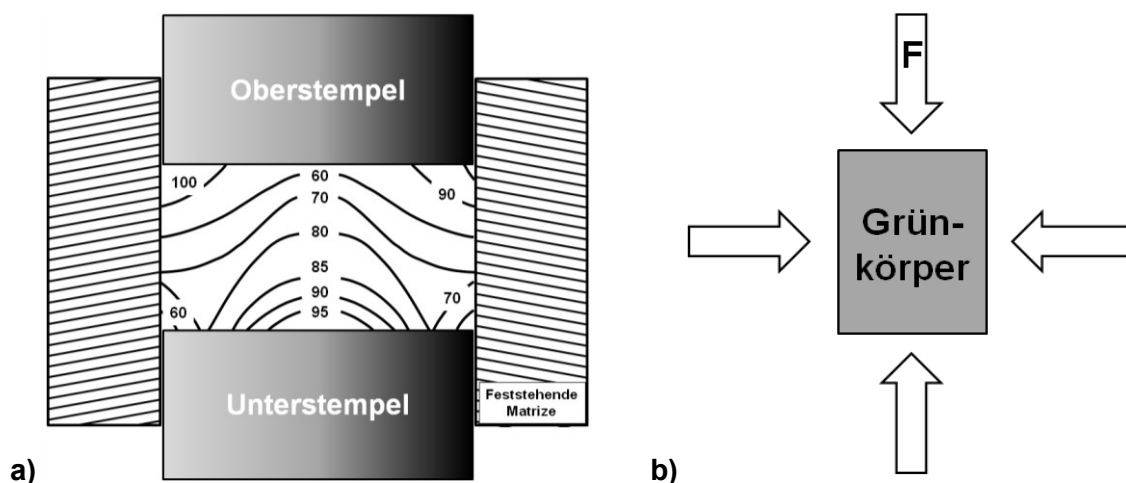 Oberstempel
100
60
90
70
80
85
90
95
60
70
Unterstempel
Feststehende
Matrize
a)
F
Grün-
körper
b)